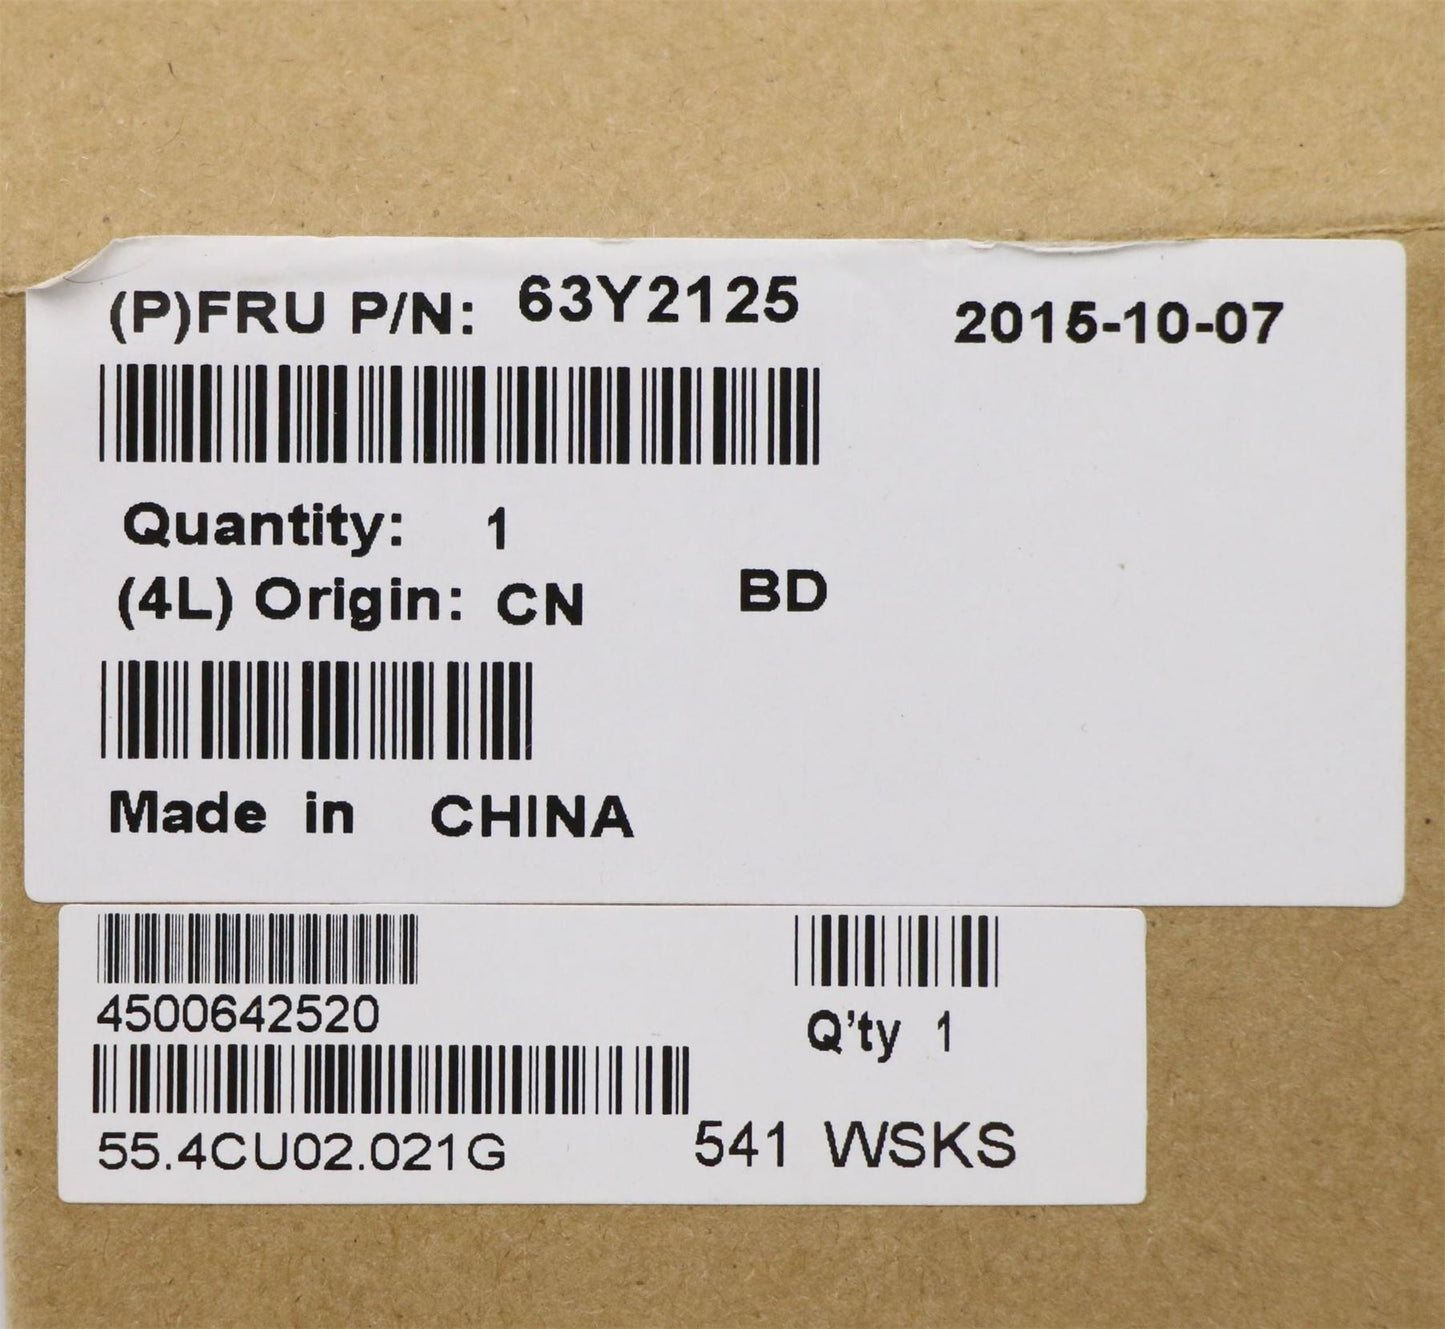 (P)FRU P/N: 63Y2125 2015-10-07
Quantity: 1
(4L) Origin: CN BD
Made in CHINA
4500642520
Q'ty 1
55.4CU02.021G 541 WSKS